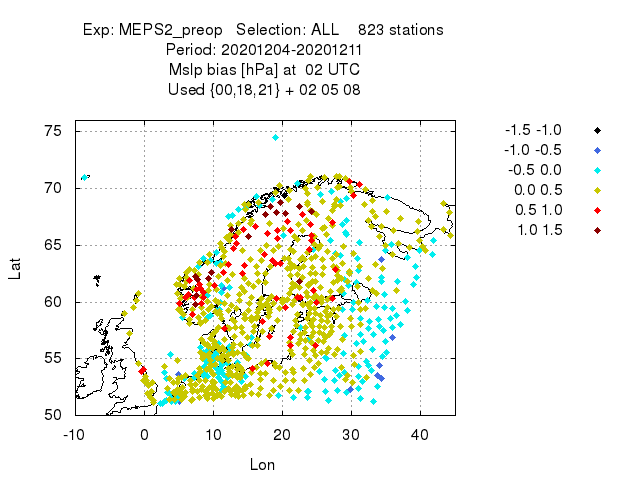 Exp: MEPS2_preop   Selection: ALL    823 stations
Period: 20201204-20201211
Mslp bias [hPa] at  02 UTC
Used {00,18,21} + 02 05 08
75
70
65
60
55
50
-10 0 10 20 30 40
Lat
Lon
-1.5 -1.0
-1.0 -0.5
-0.5 0.0
0.0 0.5
0.5 1.0
1.0 1.5